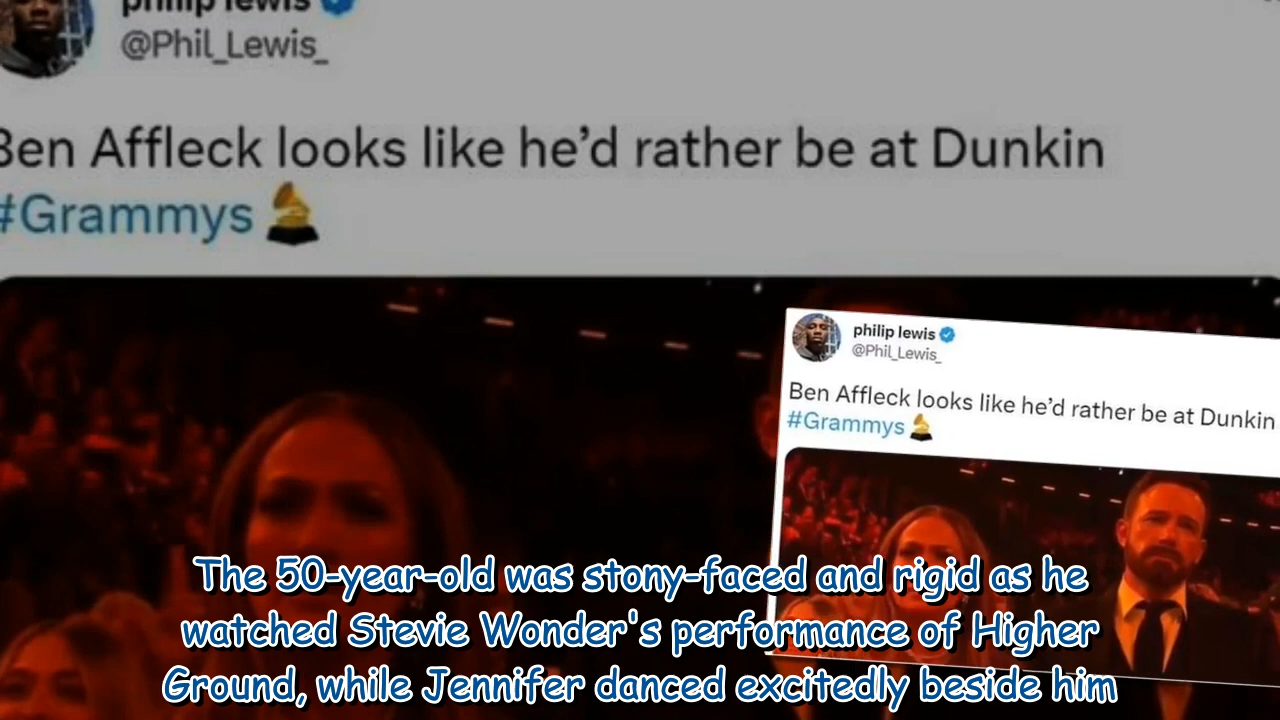 philip lewis
@Phil_Lewis_
Ben Affleck looks like he’d rather be at Dunkin
#Grammys
philip lewis
@Phil_Lewis_
Ben Affleck looks like he’d rather be at Dunkin
#Grammys
The 50-year-old was stony-faced and rigid as he
watched Stevie Wonder's performance of Higher
Ground, while Jennifer danced excitedly beside him